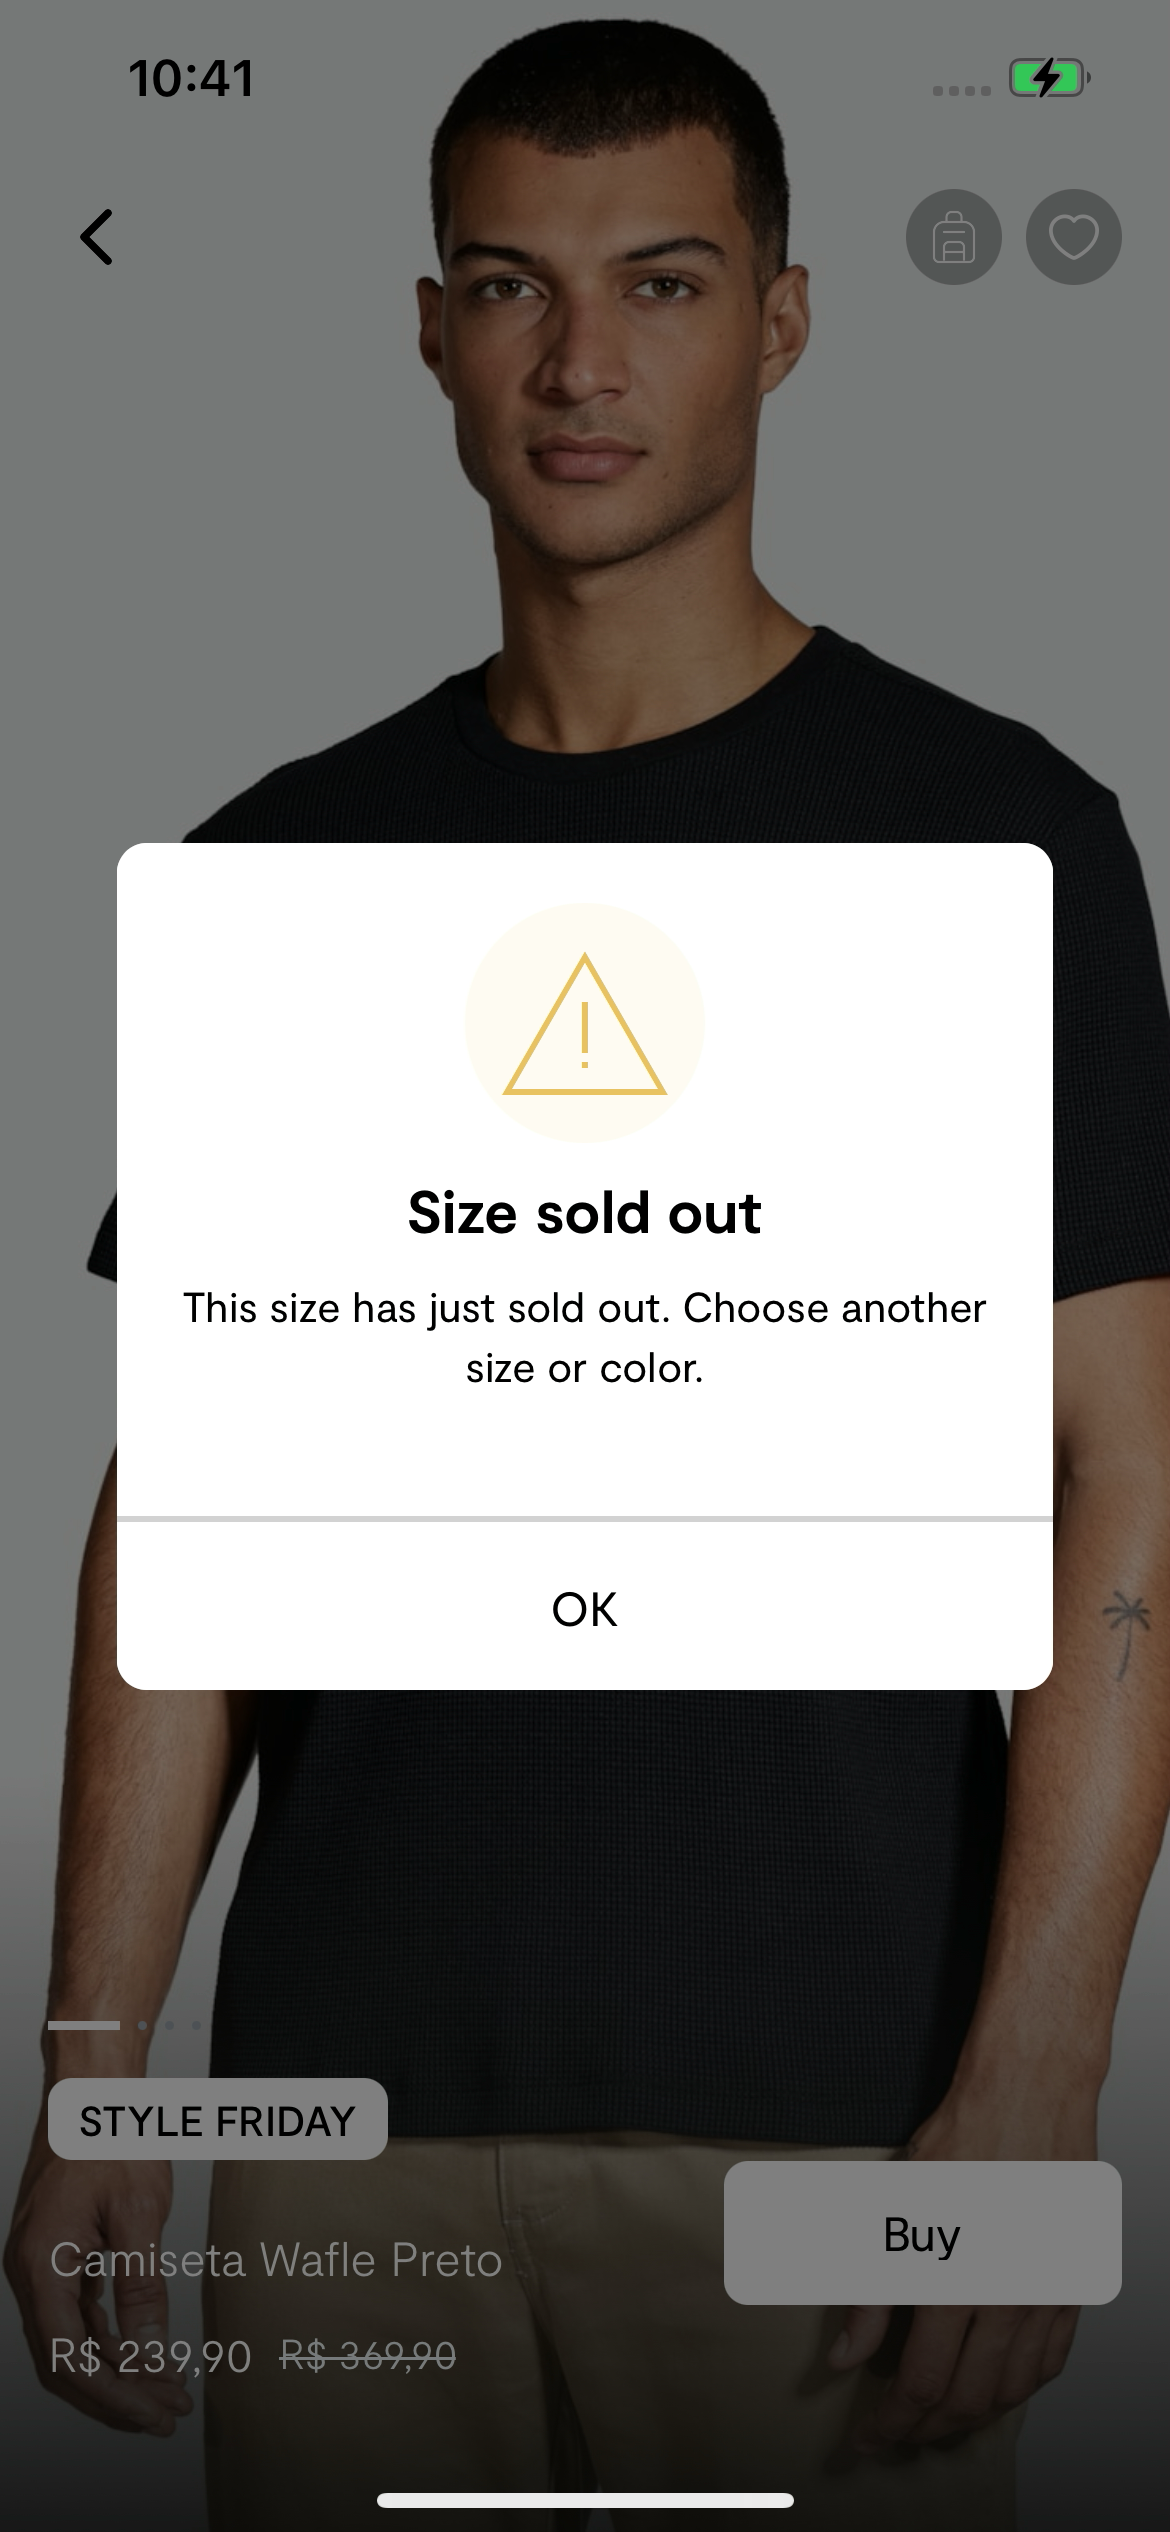 10:41
Size sold out
This size has just sold out. Choose another
size or color.
OK
STYLE FRIDAY
Buy
Camiseta Wafle Preto
R$ 239,90 R$ 369,90